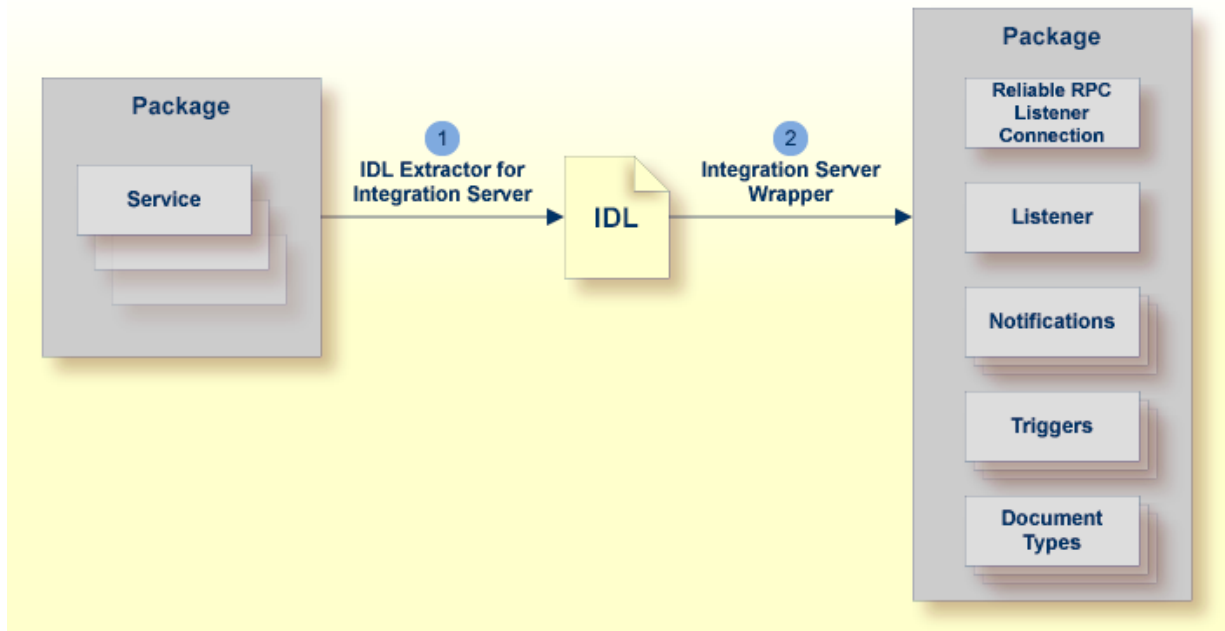 Package
Service
1
IDL Extractor for
Integration Server
IDL
2
Integration Server
Wrapper
Package
Reliable RPC
Listener
Connection
Listener
Notifications
Triggers
Document
Types